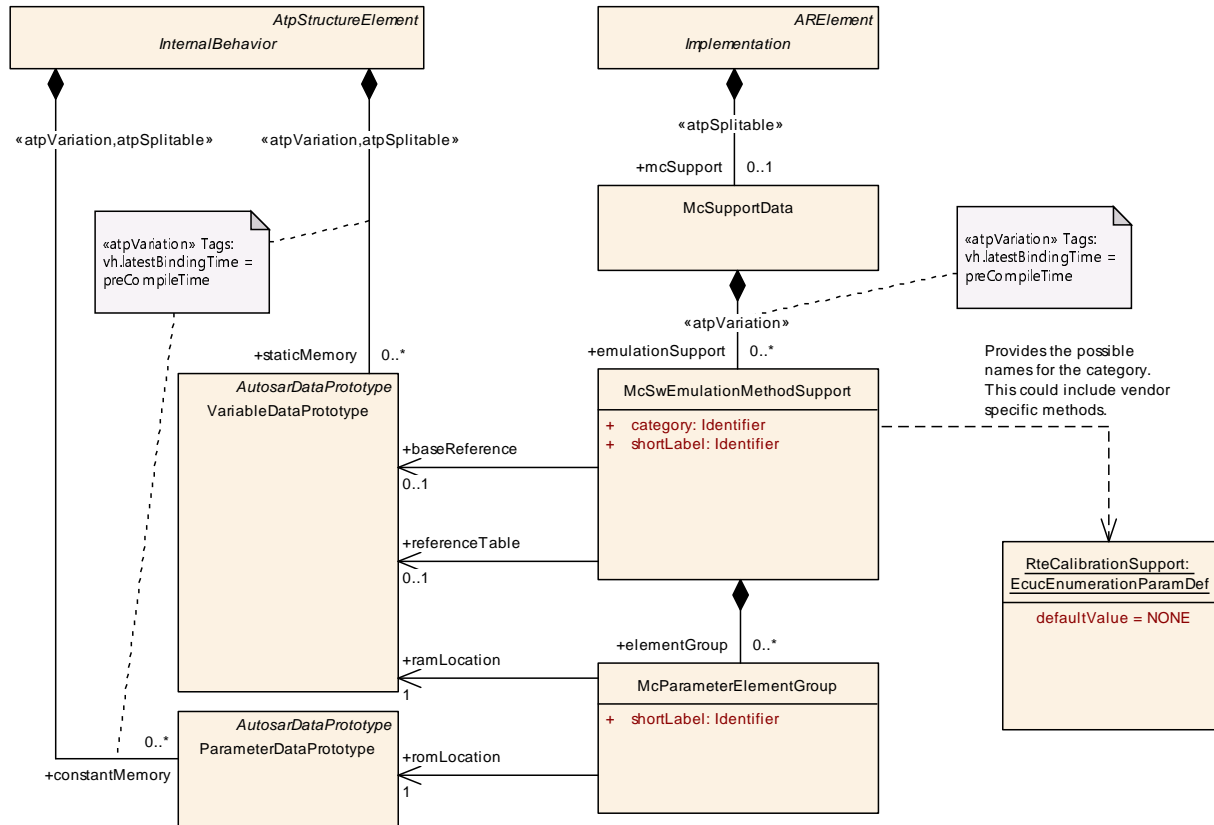 AtpStructureElement
InternalBehavior
ARElement
Implementation
«atpVariation,atpSplitable»
«atpVariation,atpSplitable»
«atpSplitable»
+mcSupport
0..1
McSupportData
«atpVariation» Tags:
vh.latestBindingTime =
preCompileTime
«atpVariation» Tags:
vh.latestBindingTime =
preCompileTime
«atpVariation»
+staticMemory
0..*
+emulationSupport
0..*
Provides the possible
names for the category.
This could include vendor
specific methods.
AutosarDataPrototype
VariableDataPrototype
McSwEmulationMethodSupport
+ category: Identifier
+ shortLabel: Identifier
+baseReference
0..1
+referenceTable
0..1
RteCalibrationSupport:
EcucEnumerationParamDef
defaultValue = NONE
+elementGroup
0..*
+ramLocation
1
McParameterElementGroup
+ shortLabel: Identifier
AutosarDataPrototype
ParameterDataPrototype
0..*
+constantMemory
+romLocation
1